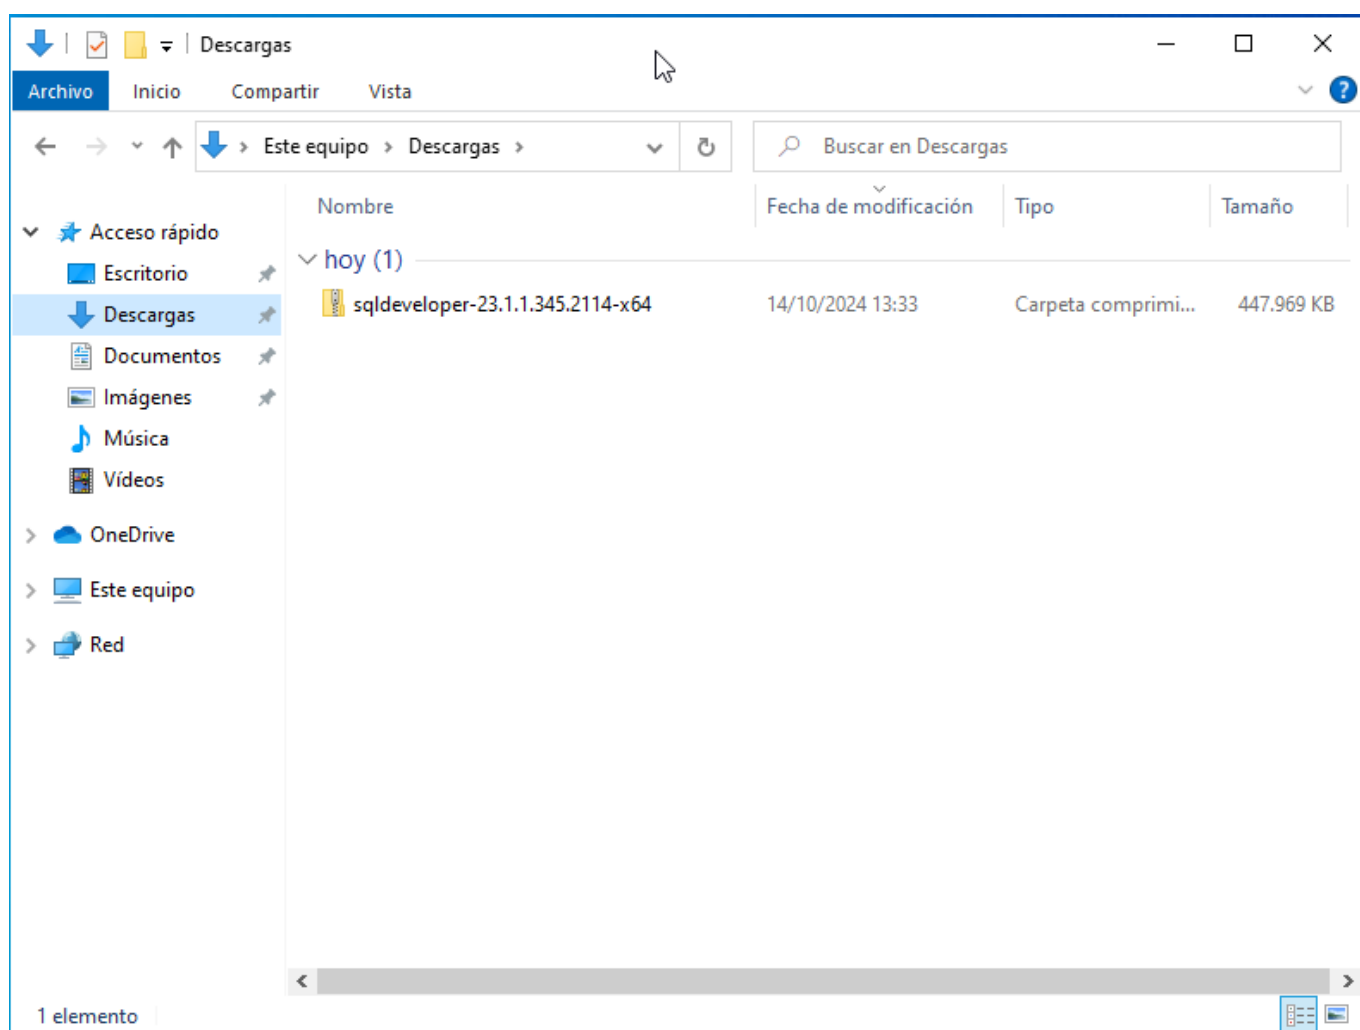 Descargas
Archivo Inicio Compartir Vista
Este equipo Descargas Buscar en Descargas
Nombre Fecha de modificación Tipo Tamaño
Acceso rápido
hoy (1)
Escritorio
sqldeveloper-23.1.1.345.2114-x64 14/10/2024 13:33 Carpeta comprimi... 447.969 KB
Descargas
Documentos
Imágenes
Música
Vídeos
OneDrive
Este equipo
Red
1 elemento